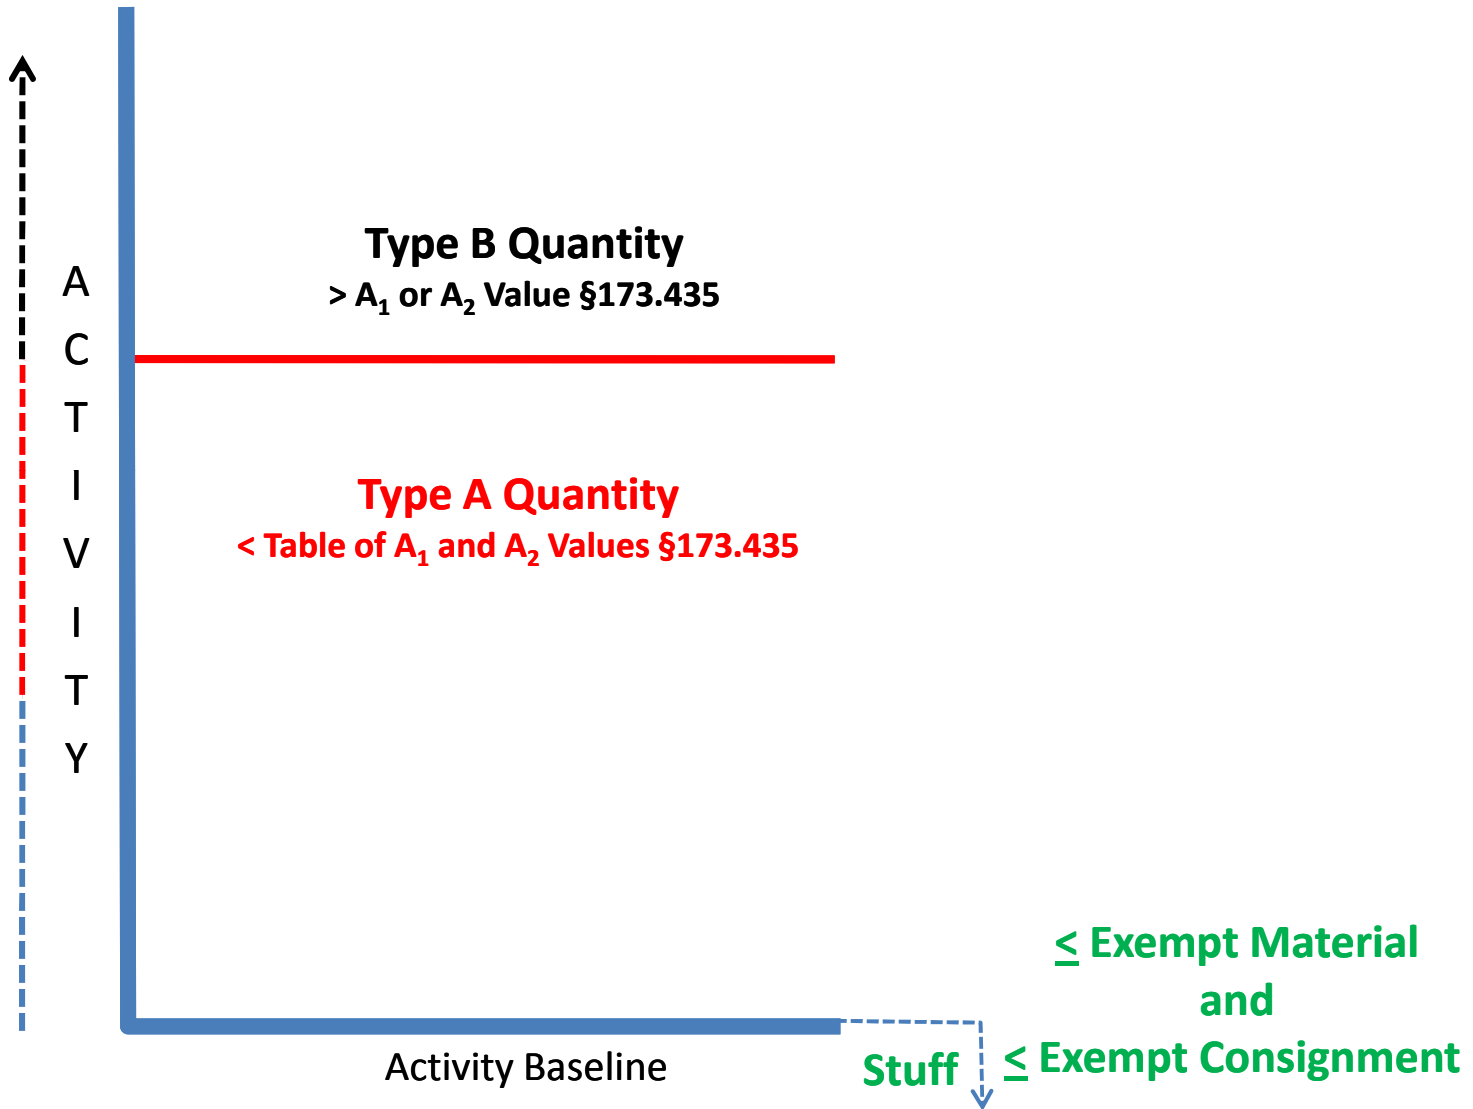 Type B Quantity
> A₁ or A₂ Value §173.435
A
C
T
I
V
I
T
Y
Type A Quantity
< Table of A₁ and A₂ Values §173.435
≤ Exempt Material
and
≤ Exempt Consignment
Stuff
Activity Baseline